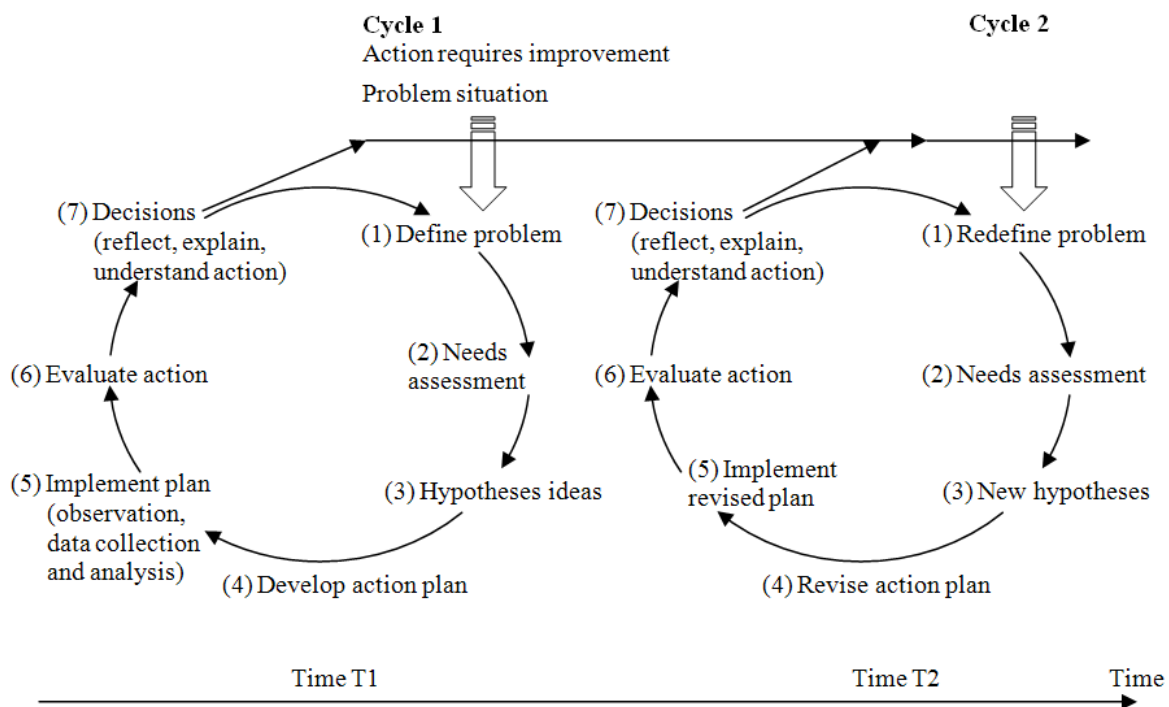 Cycle 1
Action requires improvement
Problem situation
Cycle 2
(7) Decisions
(reflect, explain,
understand action)
(1) Define problem
(2) Needs
assessment
(6) Evaluate action
(5) Implement plan
(observation,
data collection
and analysis)
(3) Hypotheses ideas
(4) Develop action plan
(7) Decisions
(reflect, explain,
understand action)
(1) Redefine problem
(6) Evaluate action
(2) Needs assessment
(5) Implement
revised plan
(3) New hypotheses
(4) Revise action plan
Time T1
Time T2
Time